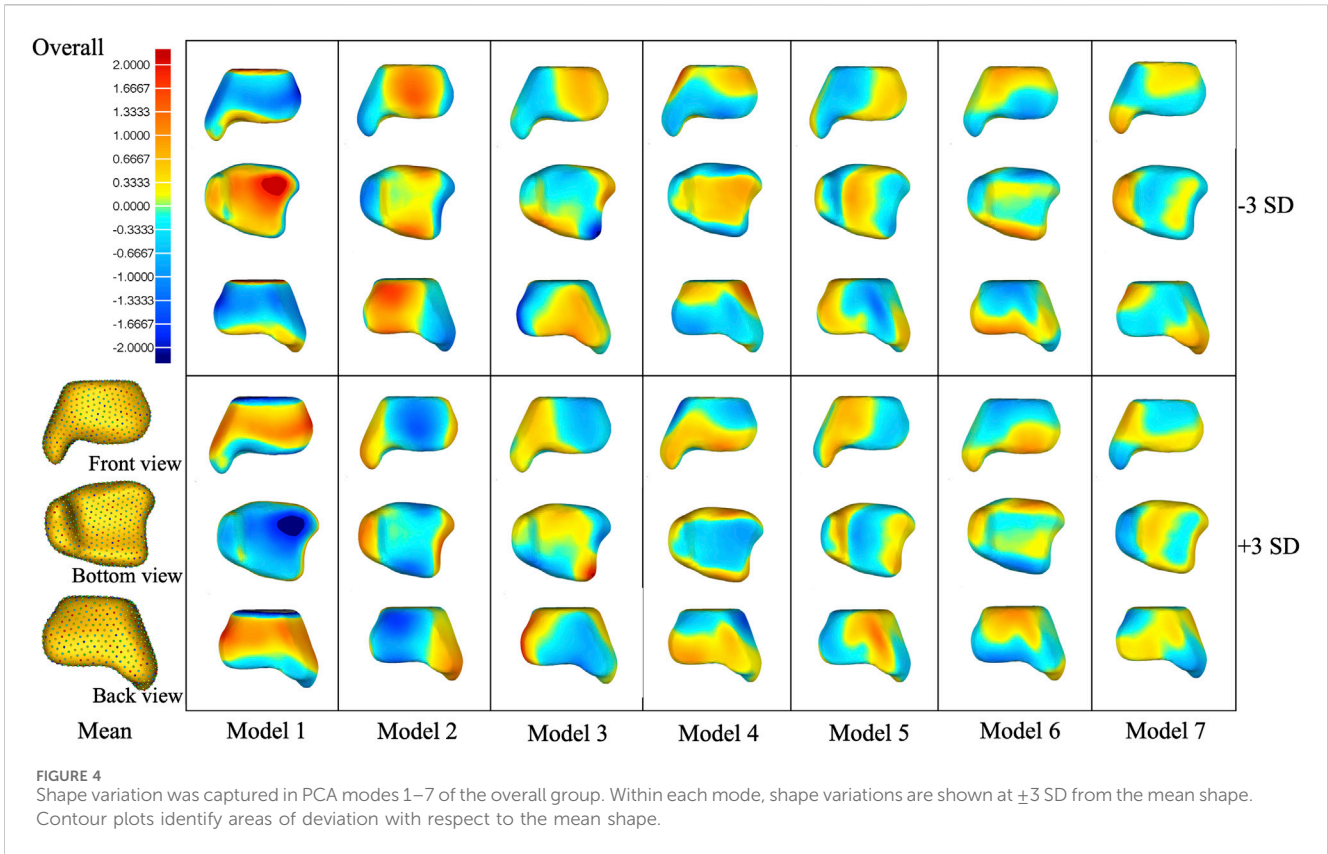 Overall
2.0000
1.6667
1.3333
1.0000
0.6667
0.3333
0.0000
-0.3333
-0.6667
-1.0000
-1.3333
-1.6667
-2.0000
-3 SD
Front view
Bottom view
+3 SD
Back view
Mean Model 1 Model 2 Model 3 Model 4 Model 5 Model 6 Model 7
FIGURE 4
Shape variation was captured in PCA modes 1–7 of the overall group. Within each mode, shape variations are shown at ±3 SD from the mean shape.
Contour plots identify areas of deviation with respect to the mean shape.